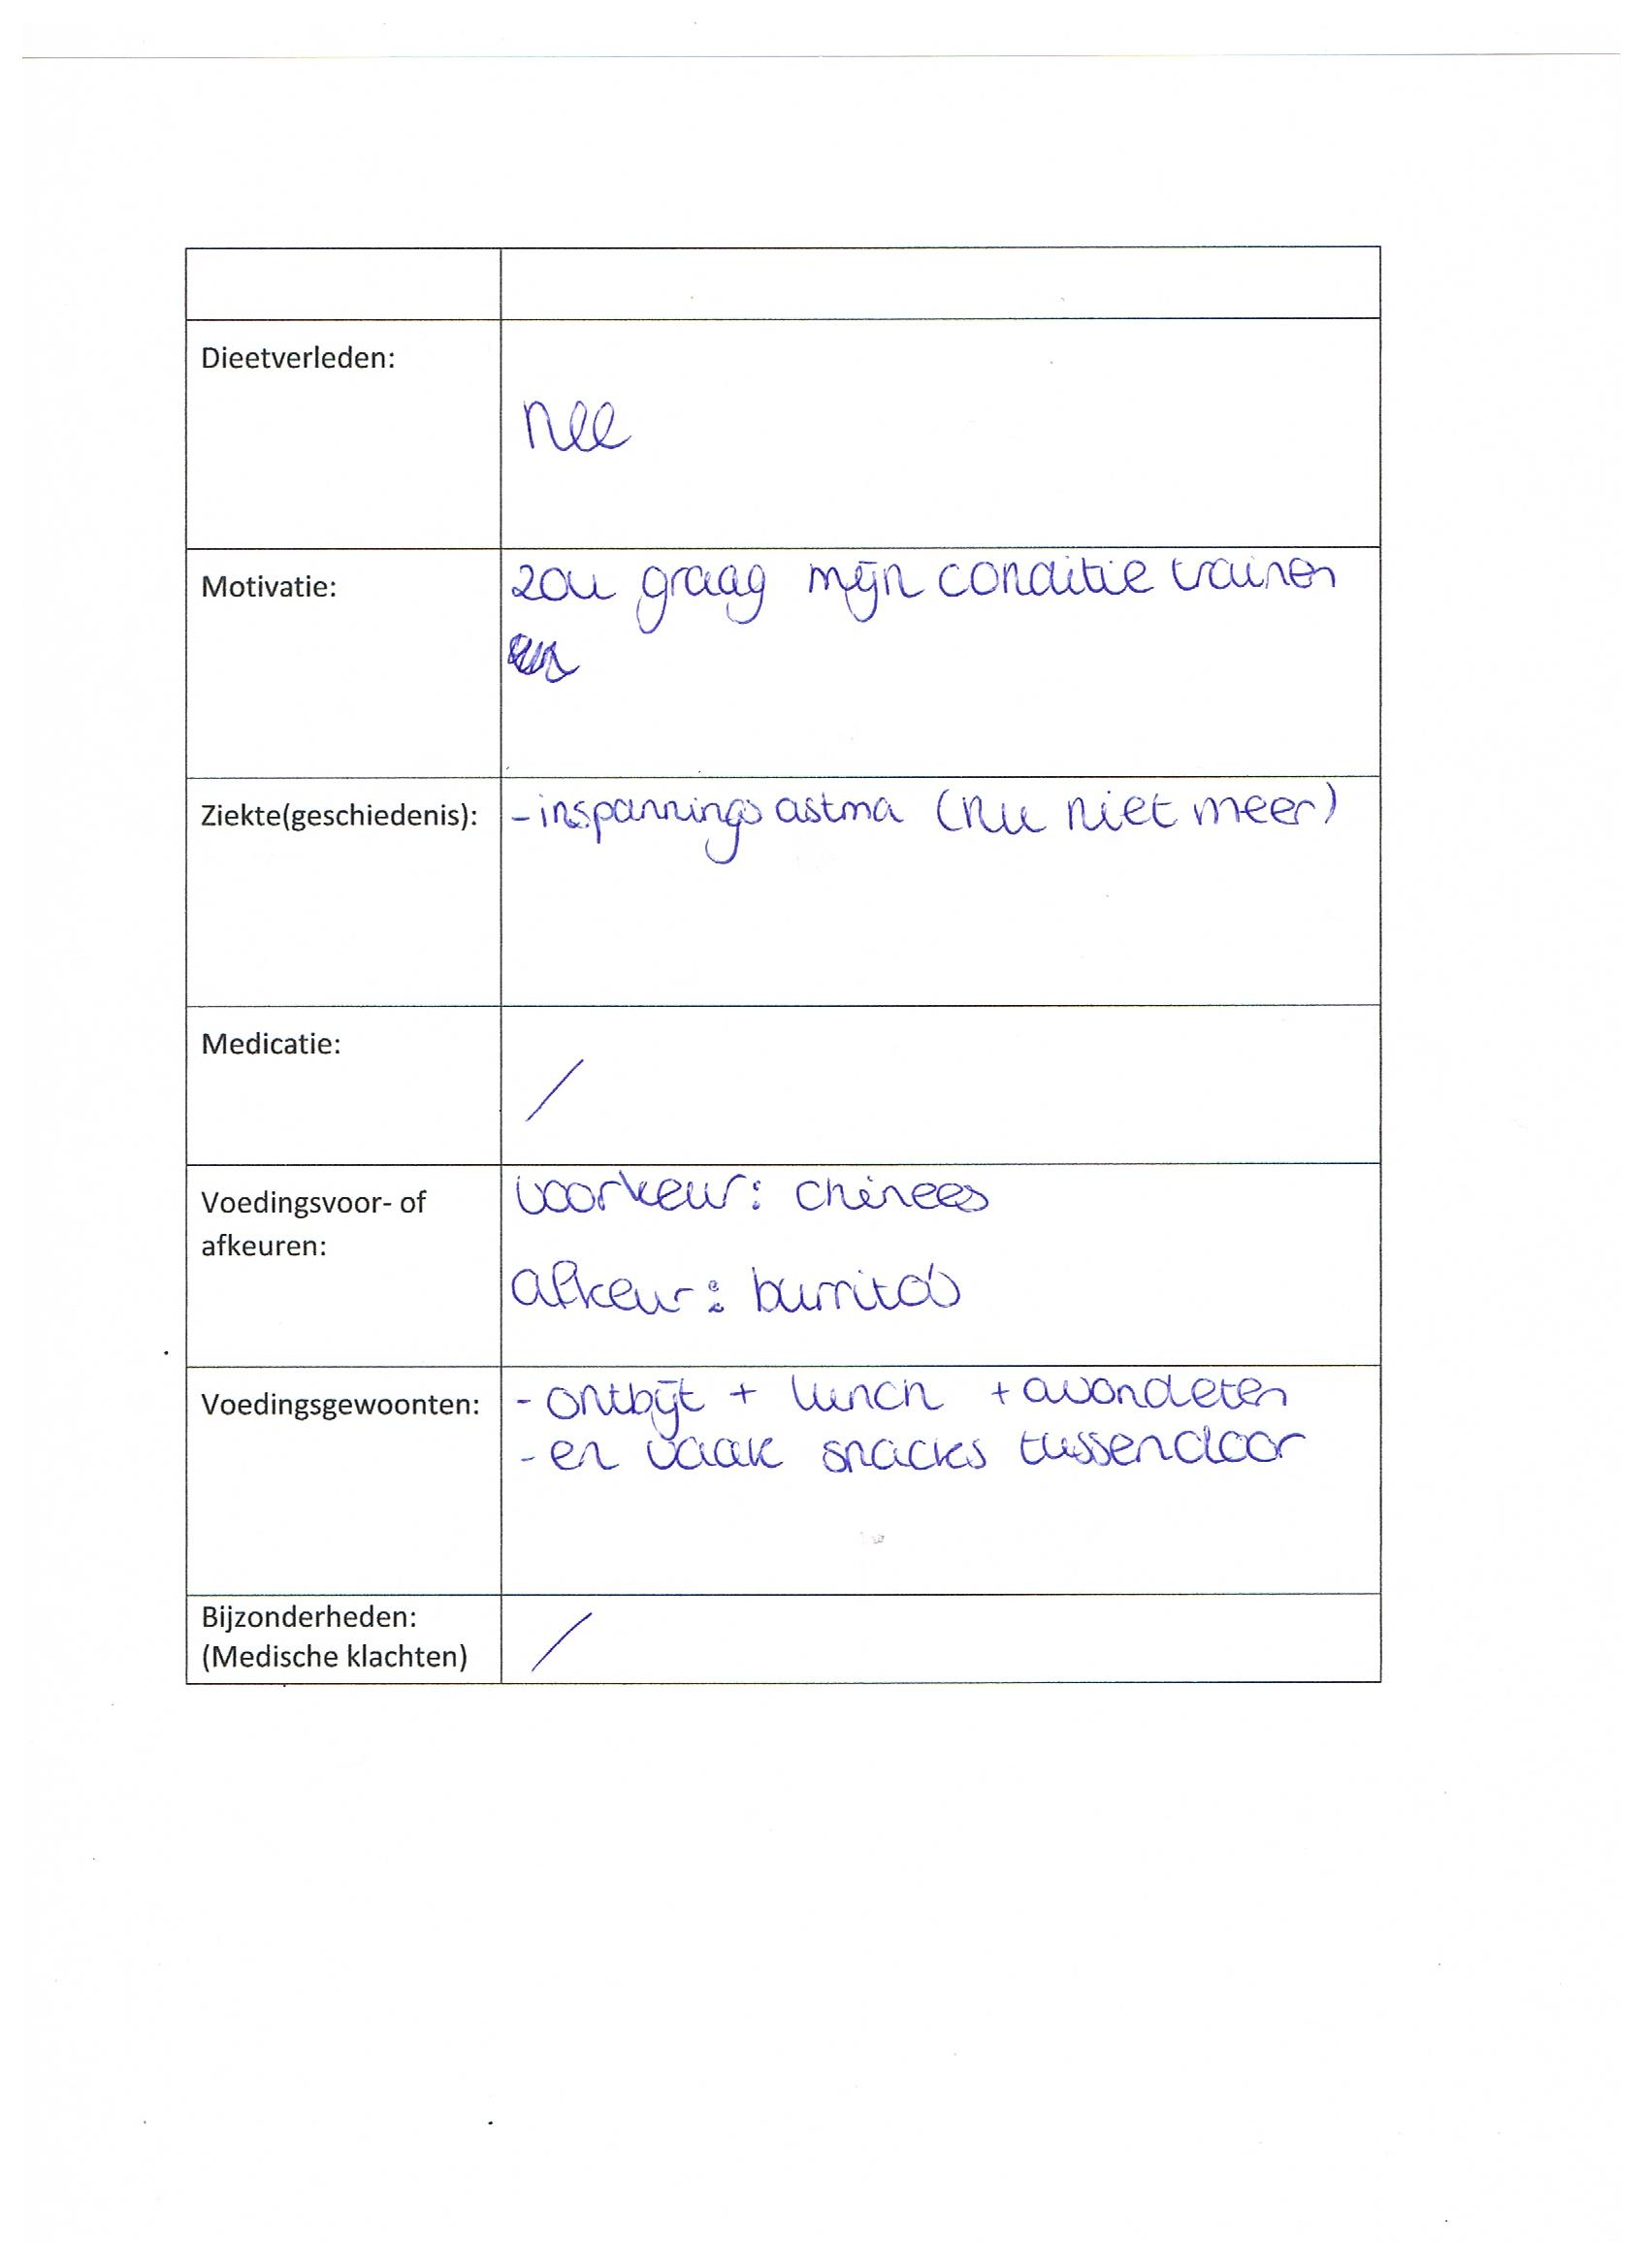 Dieetverleden:
nee
Motivatie:
zou graag mijn conditie trainen
Ziekte(geschiedenis):
- inspannings astma (nu niet meer)
Medicatie:
/
Voedingsvoor- of
afkeuren:
voorkeur: chinees
afkeur: burrito's
Voedingsgewoonten:
- ontbijt + lunch + avondeten
- en vaak snacks tussendoor
Bijzonderheden:
(Medische klachten)
/